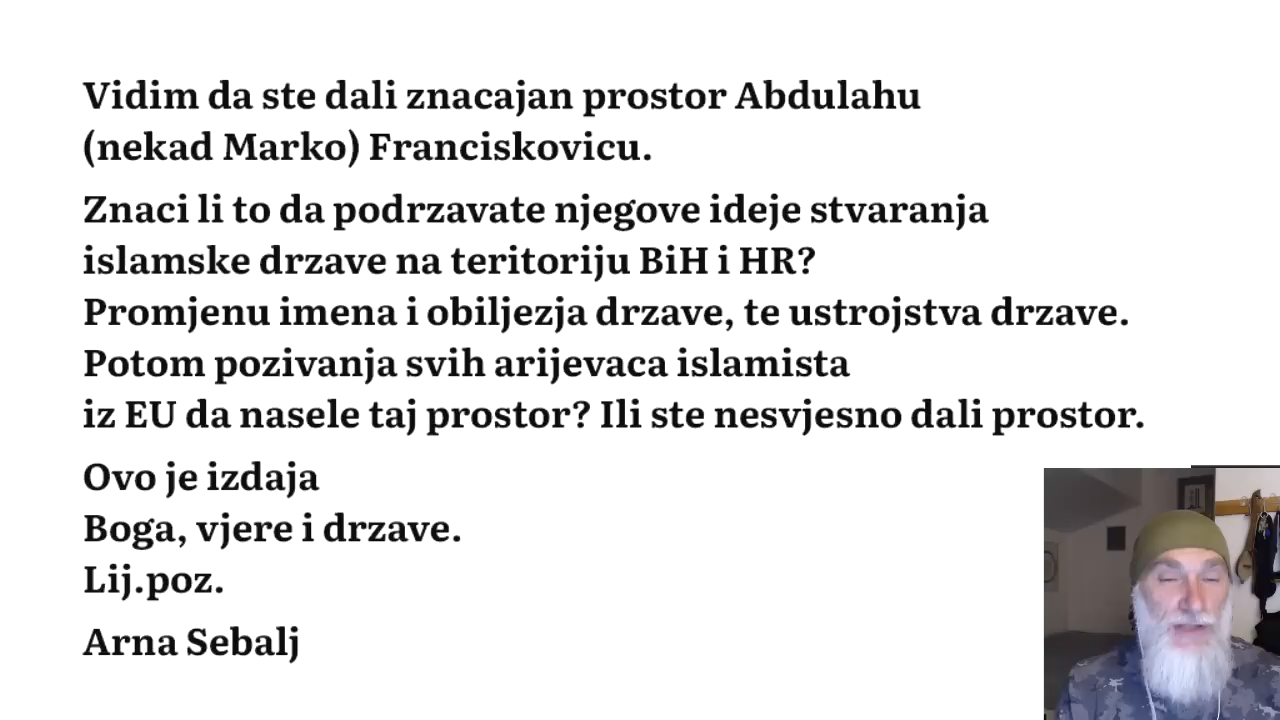 Vidim da ste dali znacajan prostor Abdulahu
(nekad Marko) Franciskovicu.
Znaci li to da podrzavate njegove ideje stvaranja
islamske drzave na teritoriju BiH i HR?
Promjenu imena i obiljezja drzave, te ustrojstva drzave.
Potom pozivanja svih arijevaca islamista
iz EU da nasele taj prostor? Ili ste nesvjesno dali prostor.
Ovo je izdaja
Boga, vjere i drzave.
Lij.poz.
Arna Sebalj